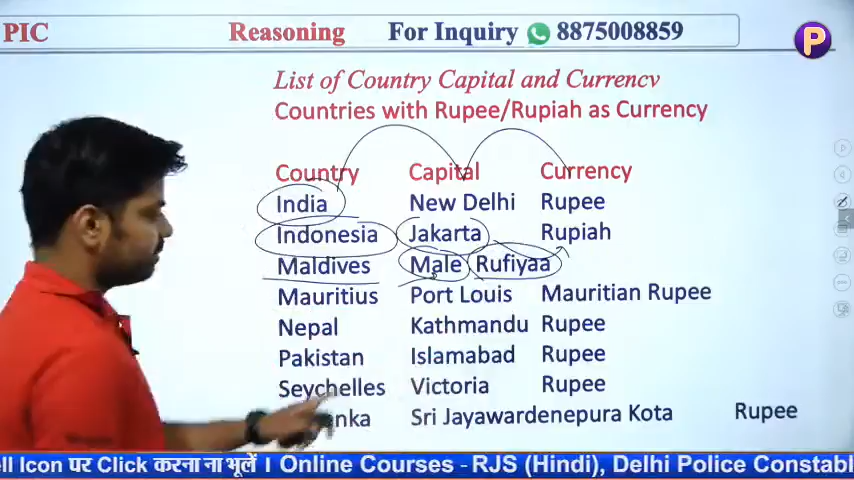 PIC Reasoning For Inquiry 8875008859 P
List of Country Capital and Currency
Countries with Rupee/Rupiah as Currency
Country Capital Currency
India New Delhi Rupee
Indonesia Jakarta Rupiah
Maldives Male Rufiyaa
Mauritius Port Louis Mauritian Rupee
Nepal Kathmandu Rupee
Pakistan Islamabad Rupee
Seychelles Victoria Rupee
nka Sri Jayawardenepura Kota Rupee
ll Icon पर Click करना ना भूलें । Online Courses - RJS (Hindi), Delhi Police Constabl